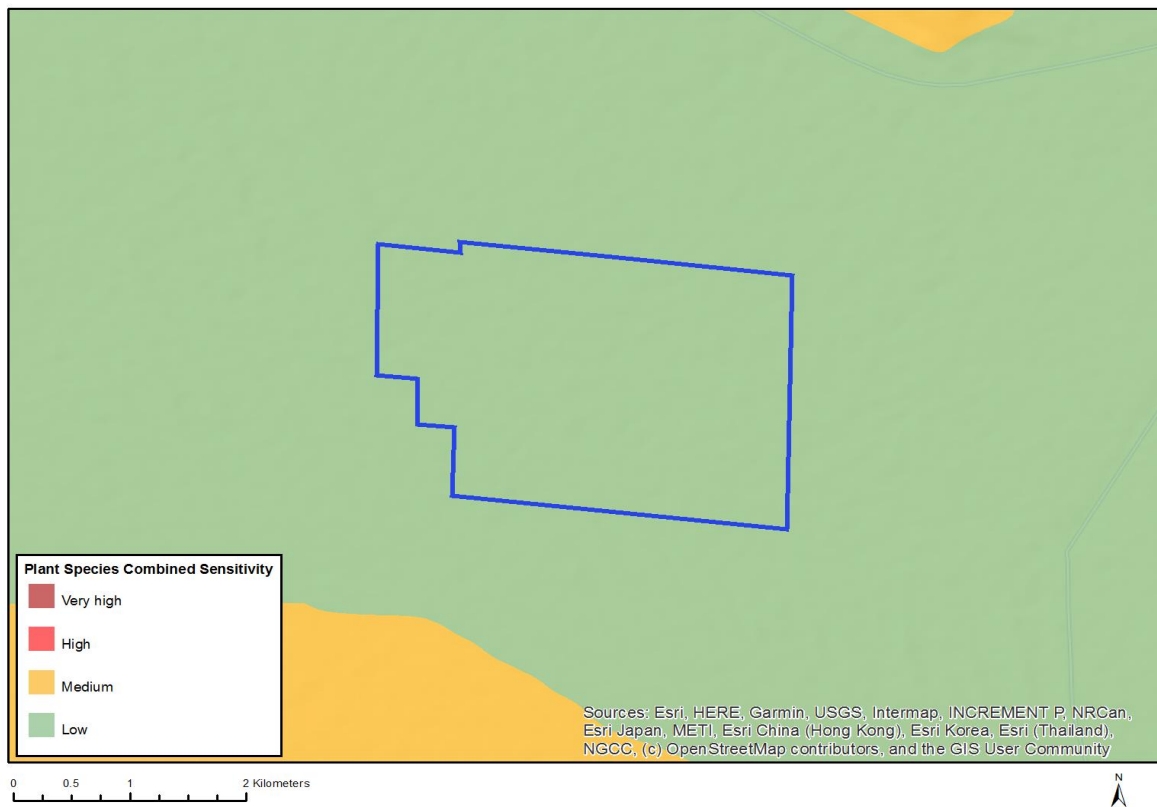 Plant Species Combined Sensitivity
Very high
High
Medium
Low
Sources: Esri, HERE, Garmin, USGS, Intermap, INCREMENT P, NRCan,
Esri Japan, METI, Esri China (Hong Kong), Esri Korea, Esri (Thailand),
NGCC, (c) OpenStreetMap contributors, and the GIS User Community
0 0.5 1 2 Kilometers
N